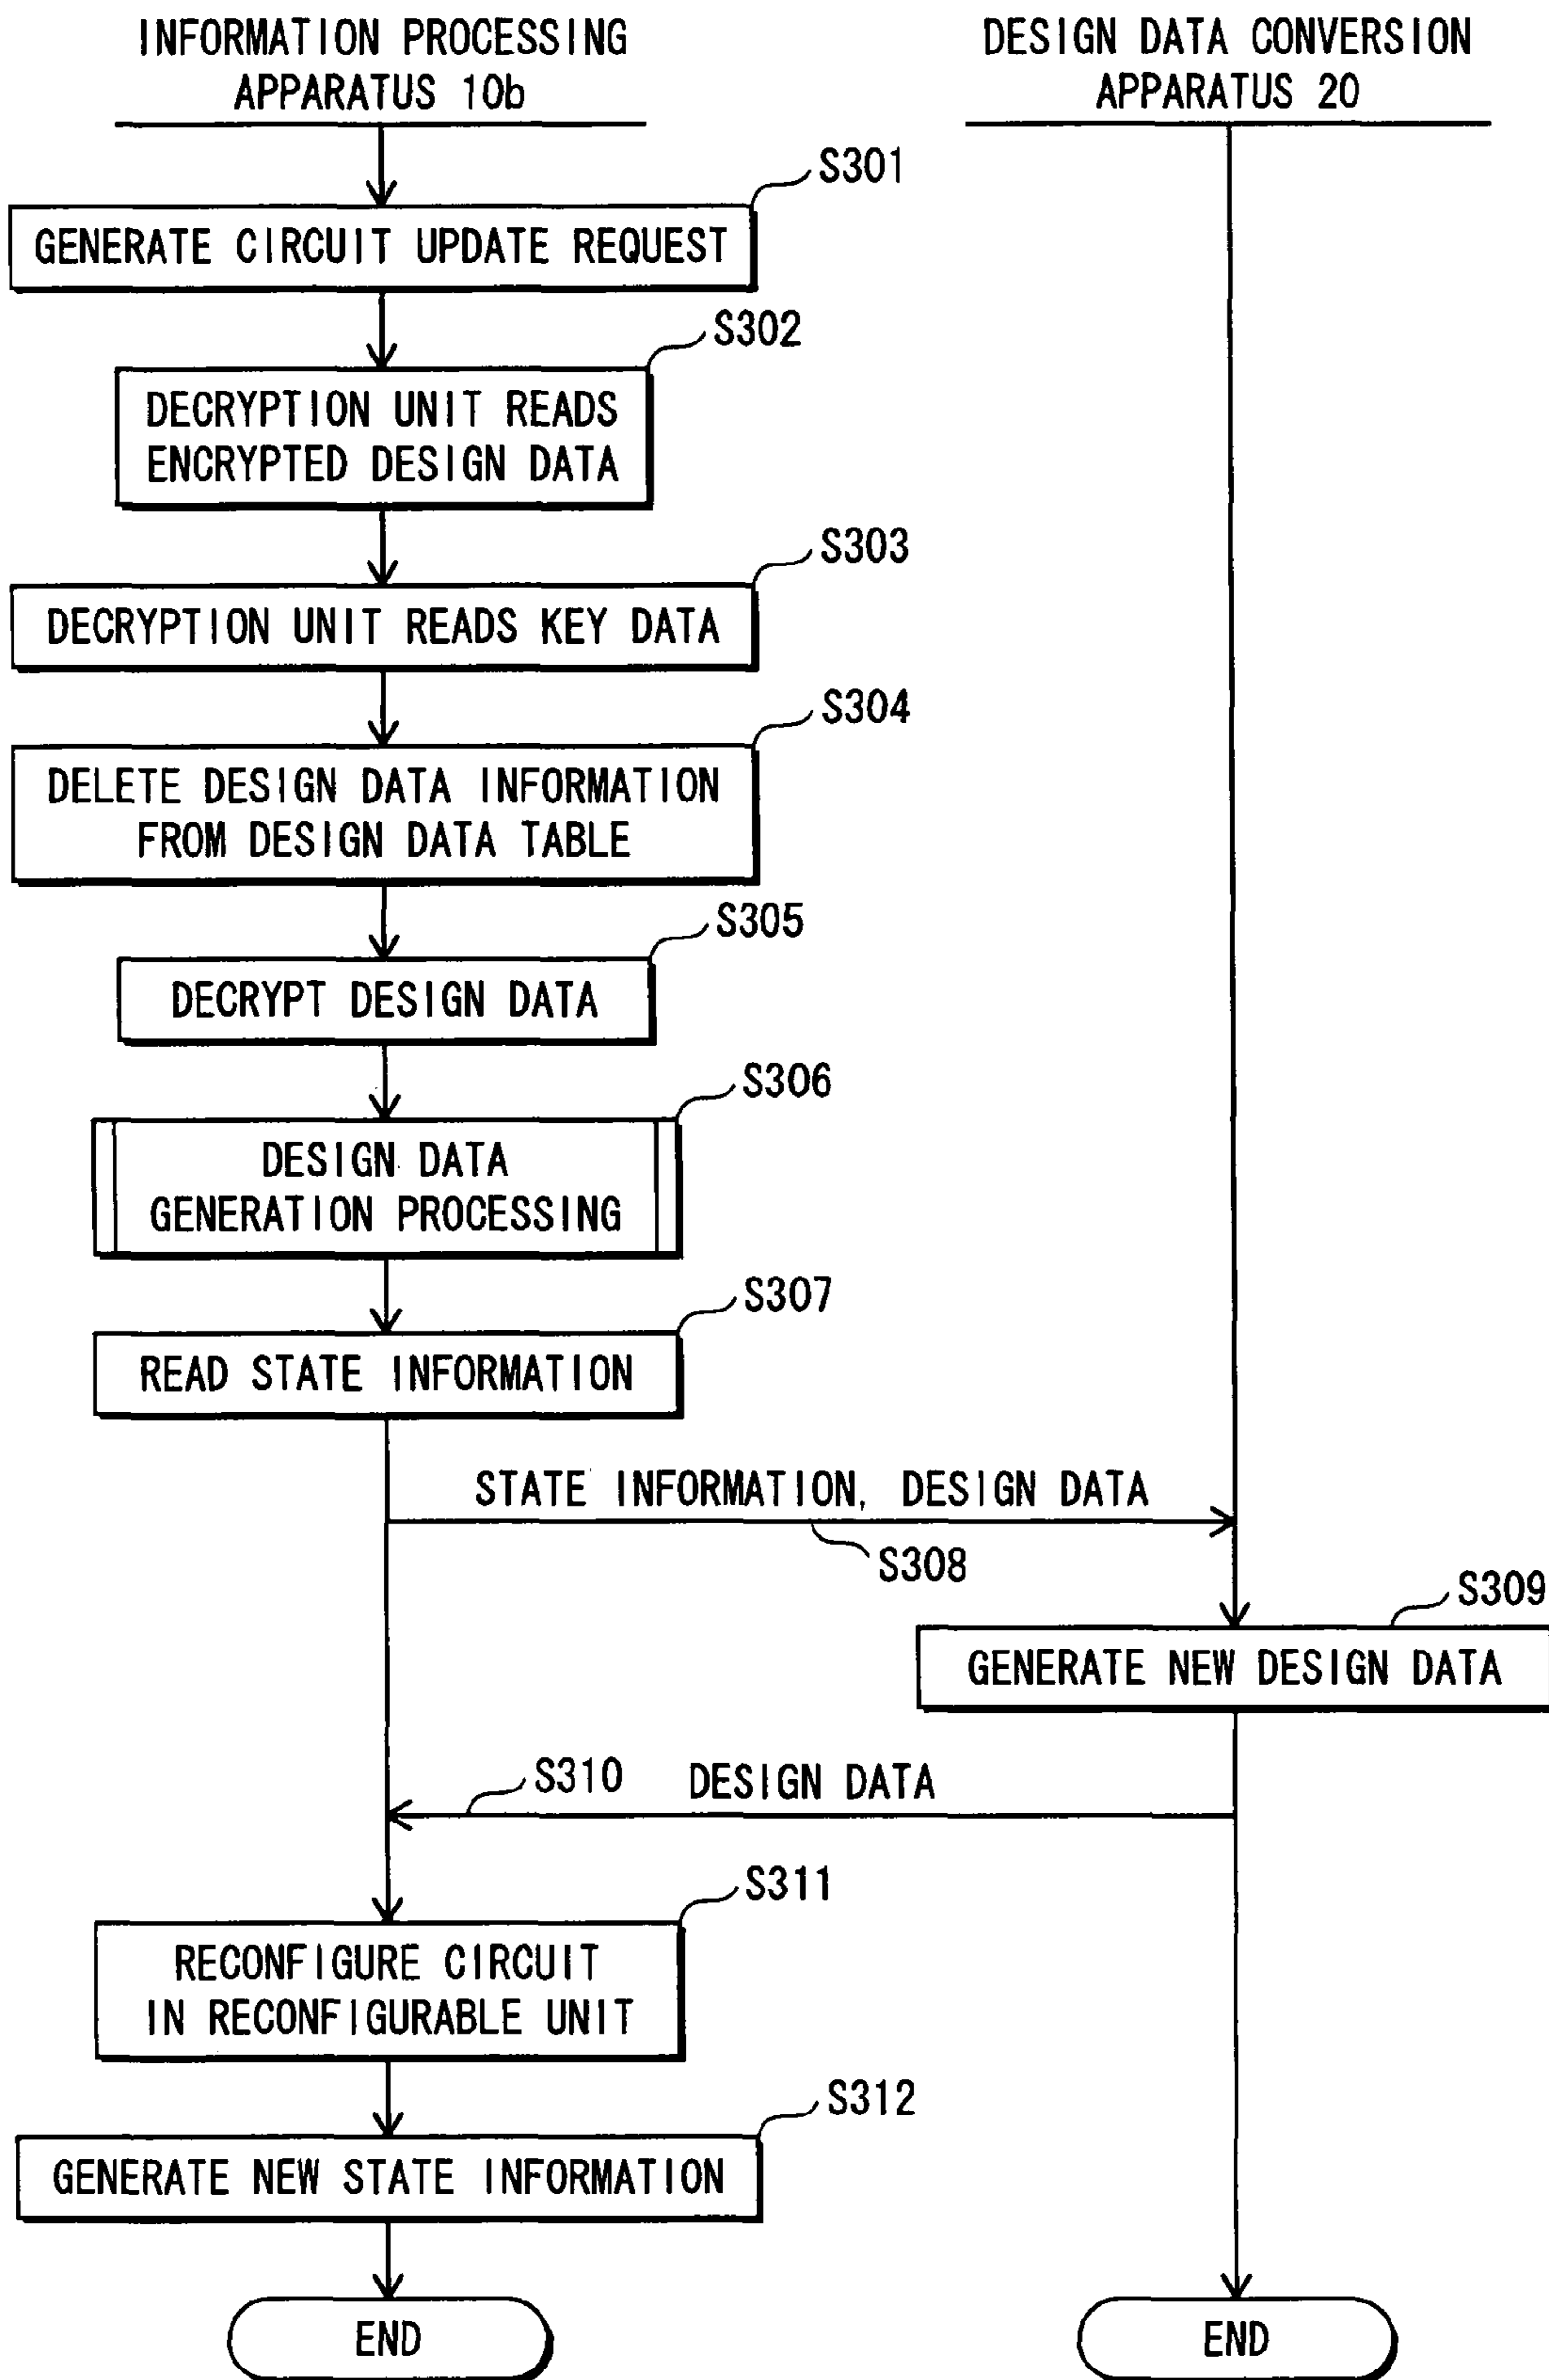 INFORMATION PROCESSING
APPARATUS 10b
DESIGN DATA CONVERSION
APPARATUS 20
S301
GENERATE CIRCUIT UPDATE REQUEST
S302
DECRYPTION UNIT READS
ENCRYPTED DESIGN DATA
S303
DECRYPTION UNIT READS KEY DATA
S304
DELETE DESIGN DATA INFORMATION
FROM DESIGN DATA TABLE
S305
DECRYPT DESIGN DATA
S306
DESIGN DATA
GENERATION PROCESSING
S307
READ STATE INFORMATION
STATE INFORMATION, DESIGN DATA
S308
S309
GENERATE NEW DESIGN DATA
S310
DESIGN DATA
S311
RECONFIGURE CIRCUIT
IN RECONFIGURABLE UNIT
S312
GENERATE NEW STATE INFORMATION
END
END